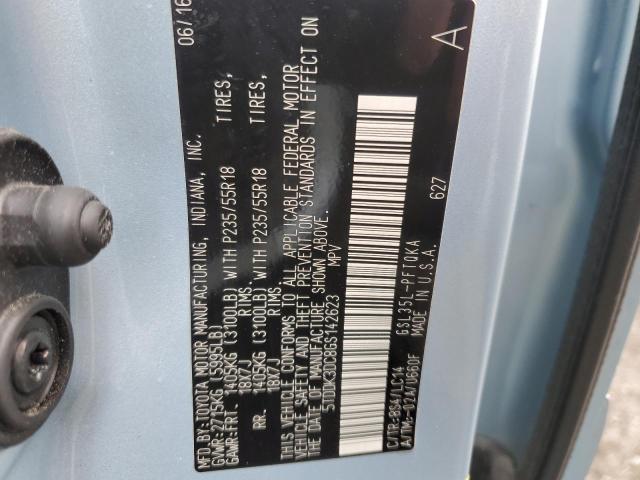 MFD. BY: TOYOTA MOTOR MANUFACTURING, INDIANA, INC. 06/16
GVWR: 2715KG (5995LB)
GAWR: FRT. 1405KG (3100LB) WITH P235/55R18 TIRES,
18X7J RIMS,
RR. 1405KG (3100LB) WITH P235/55R18 TIRES,
18X7J RIMS.
THIS VEHICLE CONFORMS TO ALL APPLICABLE FEDERAL MOTOR
VEHICLE SAFETY, AND THEFT PREVENTION STANDARDS IN EFFECT ON
THE DATE OF MANUFACTURE SHOWN ABOVE.
5TDDK3DC8GS142623 MPV
A
C/TR: 8S4/LC14 GSL35L-PFTQKA
A/TM: -02A/U660F MADE IN U.S.A. 627